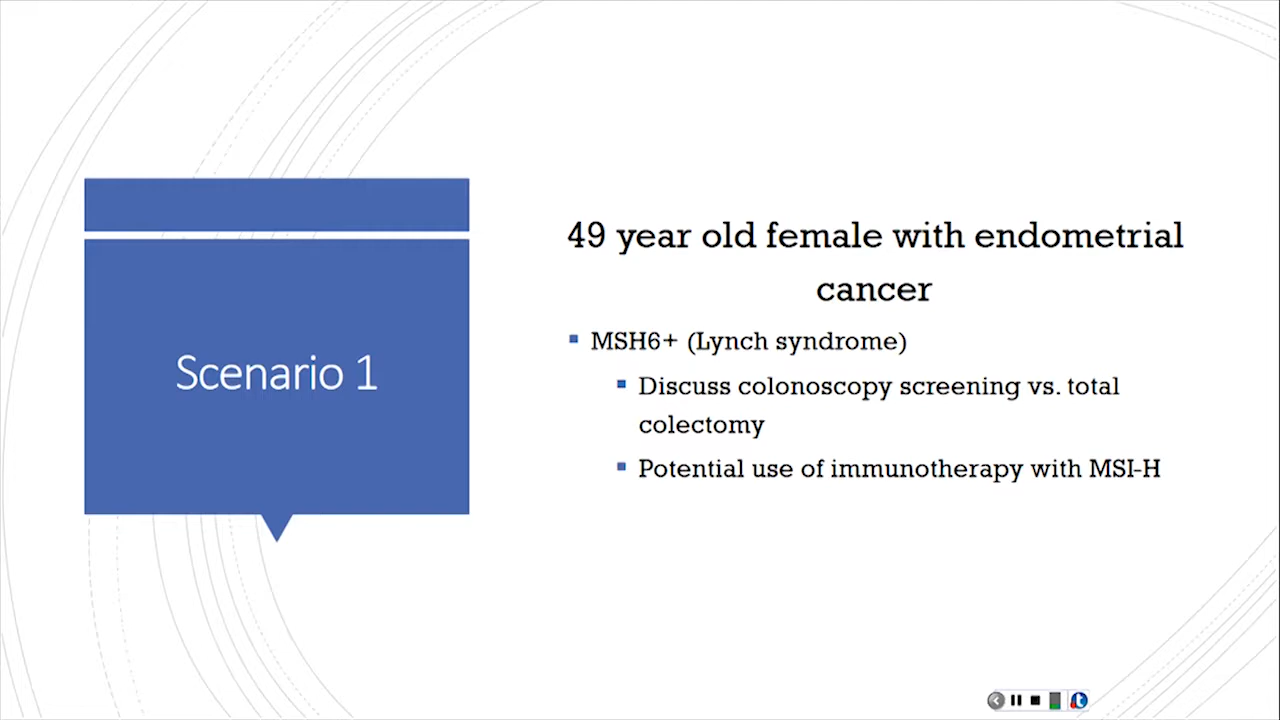 Scenario 1
49 year old female with endometrial
cancer
MSH6+ (Lynch syndrome)
Discuss colonoscopy screening vs. total
colectomy
Potential use of immunotherapy with MSI-H